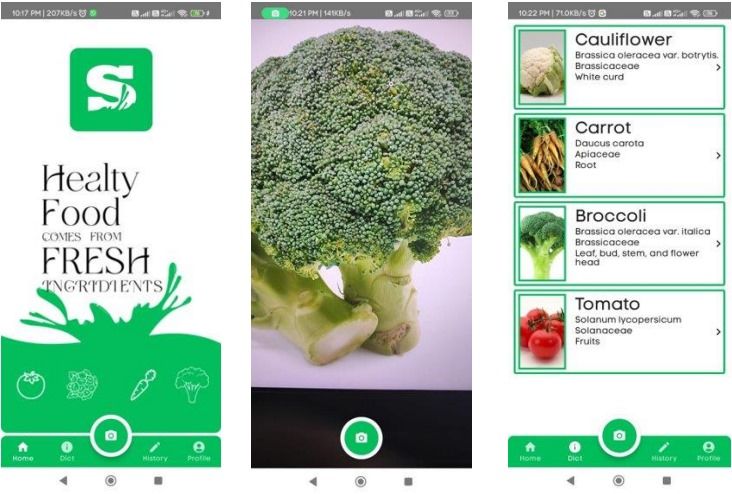 10:17 PM | 207KB/s
S
Healty
Food
COMES FROM
FRESH
INGRIDIENTS
Home
Dict
History
Profile
10:21 PM | 141KB/s
10:22 PM | 71.0KB/s
Cauliflower
Brassica oleracea var. botrytis.
Brassicaceae
White curd
Carrot
Daucus carota
Apiaceae
Root
Broccoli
Brassica oleracea var. italica
Brassicaceae
Leaf, bud, stem, and flower
head
Tomato
Solanum lycopersicum
Solanaceae
Fruits
Home
Dict
History
Profile